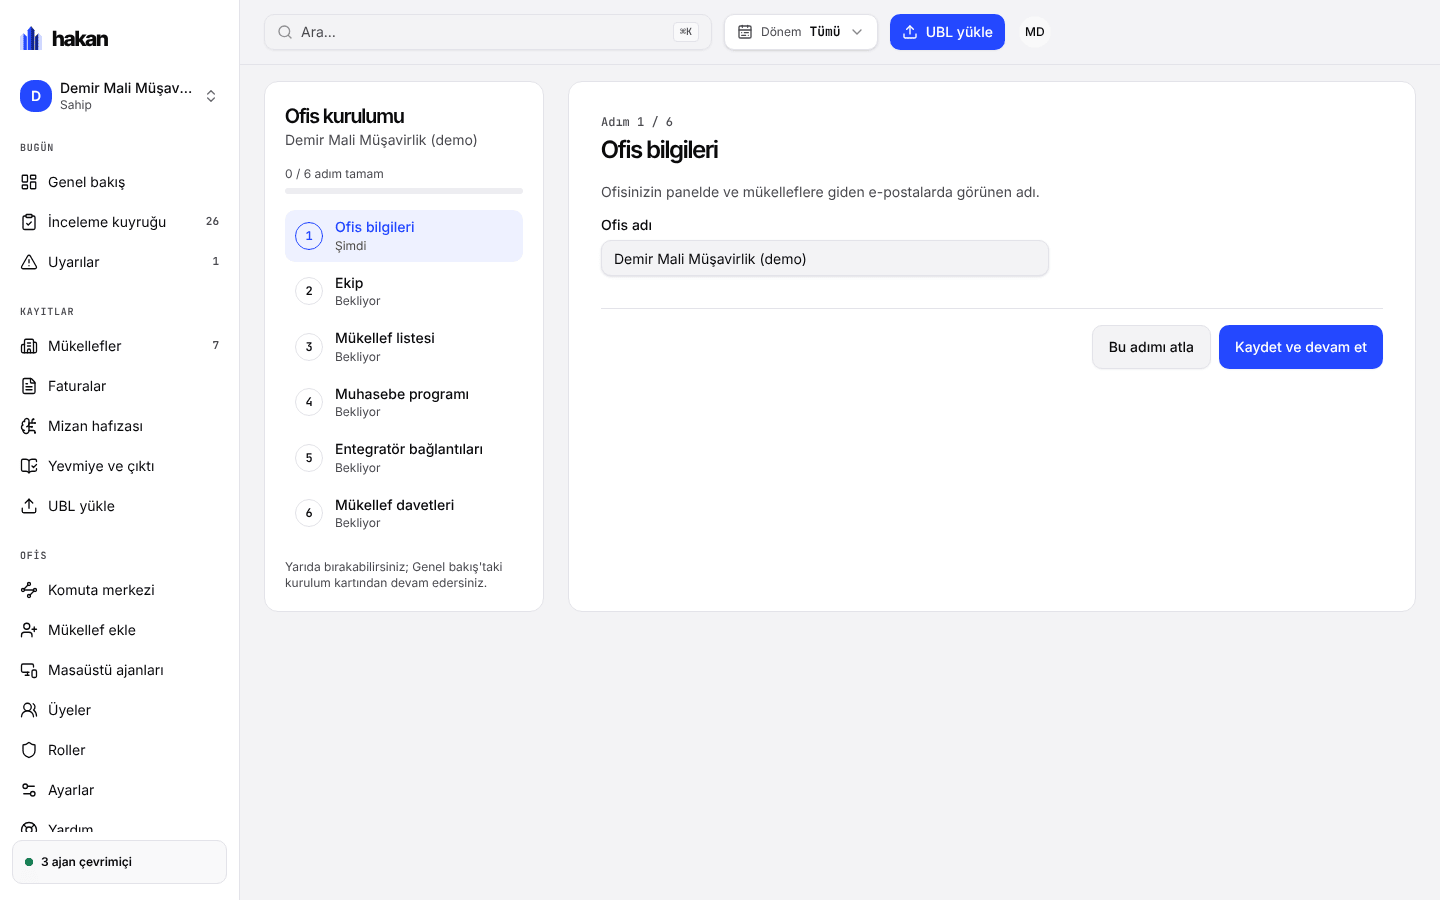 hakan
D
Demir Mali Müşav...
Sahip
BUGÜN
Genel bakış
İnceleme kuyruğu 26
Uyarılar 1
KAYITLAR
Mükellefler 7
Faturalar
Mizan hafızası
Yevmiye ve çıktı
UBL yükle
OFİS
Komuta merkezi
Mükellef ekle
Masaüstü ajanları
Üyeler
Roller
Ayarlar
Yardım
3 ajan çevrimiçi
Ara... ⌘K
Dönem Tümü
UBL yükle
MD
Ofis kurulumu
Demir Mali Müşavirlik (demo)
0 / 6 adım tamam
1 Ofis bilgileri
Şimdi
2 Ekip
Bekliyor
3 Mükellef listesi
Bekliyor
4 Muhasebe programı
Bekliyor
5 Entegratör bağlantıları
Bekliyor
6 Mükellef davetleri
Bekliyor
Yarıda bırakabilirsiniz; Genel bakış'taki
kurulum kartından devam edersiniz.
Adım 1 / 6
Ofis bilgileri
Ofisinizin panelde ve mükelleflere giden e-postalarda görünen adı.
Ofis adı
Demir Mali Müşavirlik (demo)
Bu adımı atla
Kaydet ve devam et